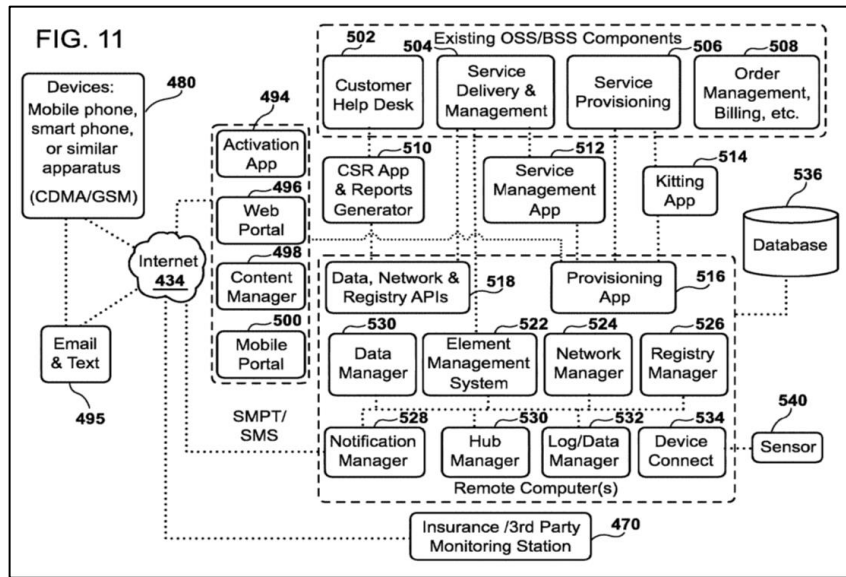 FIG. 11
Existing OSS/BSS Components
502
504
506
508
Customer
Help Desk
Service
Delivery &
Management
Service
Provisioning
Order
Management,
Billing, etc.
480
Devices:
Mobile phone,
smart phone,
or similar
apparatus
(CDMA/GSM)
494
Activation
App
496
Web
Portal
498
Content
Manager
500
Mobile
Portal
510
CSR App
& Reports
Generator
512
Service
Management
App
514
Kitting
App
536
Database
Internet
434
Email
& Text
495
Data, Network &
Registry APIs
518
Provisioning
App
516
530
Data
Manager
522
Element
Management
System
524
Network
Manager
526
Registry
Manager
SMPT/
SMS
528
Notification
Manager
530
Hub
Manager
532
Log/Data
Manager
534
Device
Connect
540
Sensor
Remote Computer(s)
Insurance /3rd Party
Monitoring Station
470